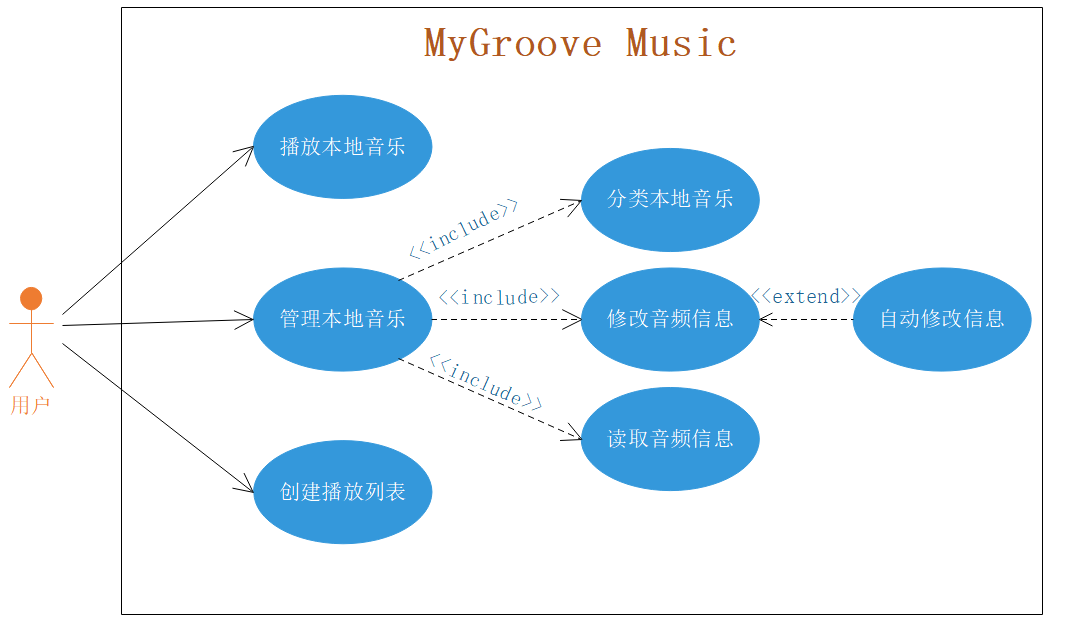 MyGroove Music
播放本地音乐
分类本地音乐
<<include>>
管理本地音乐
<<include>>
修改音频信息
<<extend>>
自动修改信息
<<include>>
读取音频信息
用户
创建播放列表